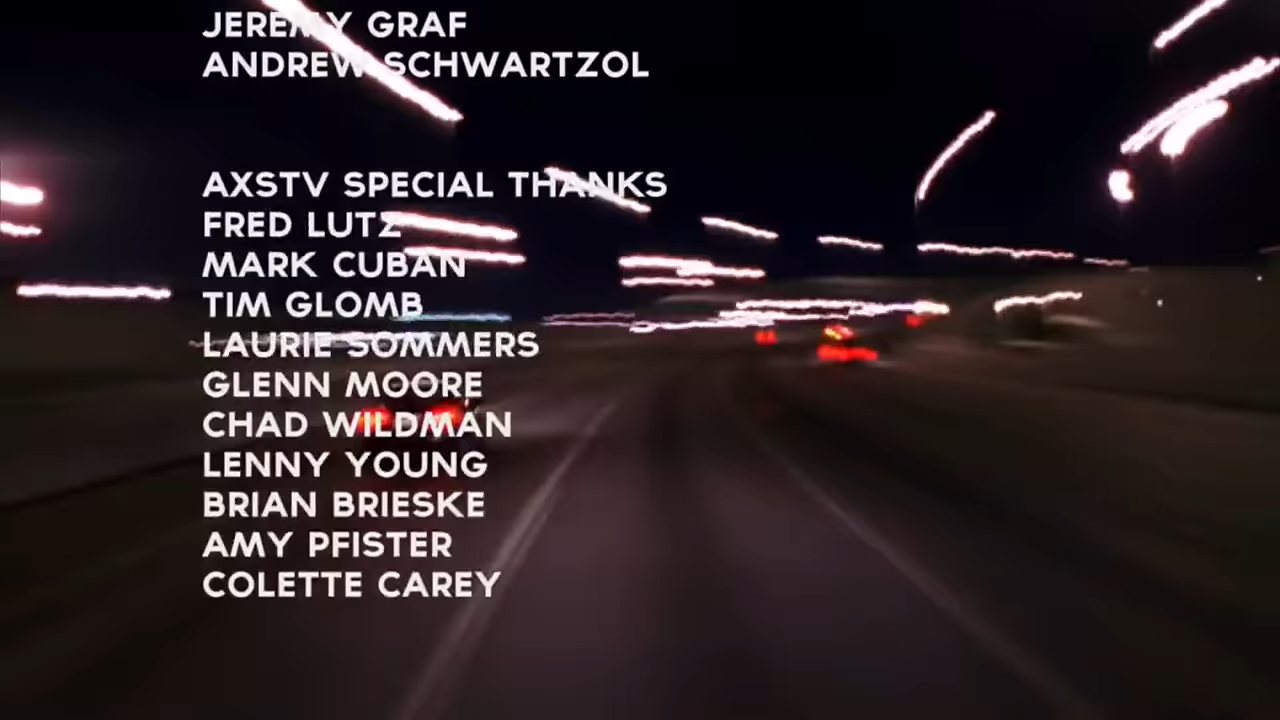 JEREMY GRAF
ANDREW SCHWARTZOL
AXSTV SPECIAL THANKS
FRED LUTZ
MARK CUBAN
TIM GLOMB
LAURIE SOMMERS
GLENN MOORE
CHAD WILDMAN
LENNY YOUNG
BRIAN BRIESKE
AMY PFISTER
COLETTE CAREY